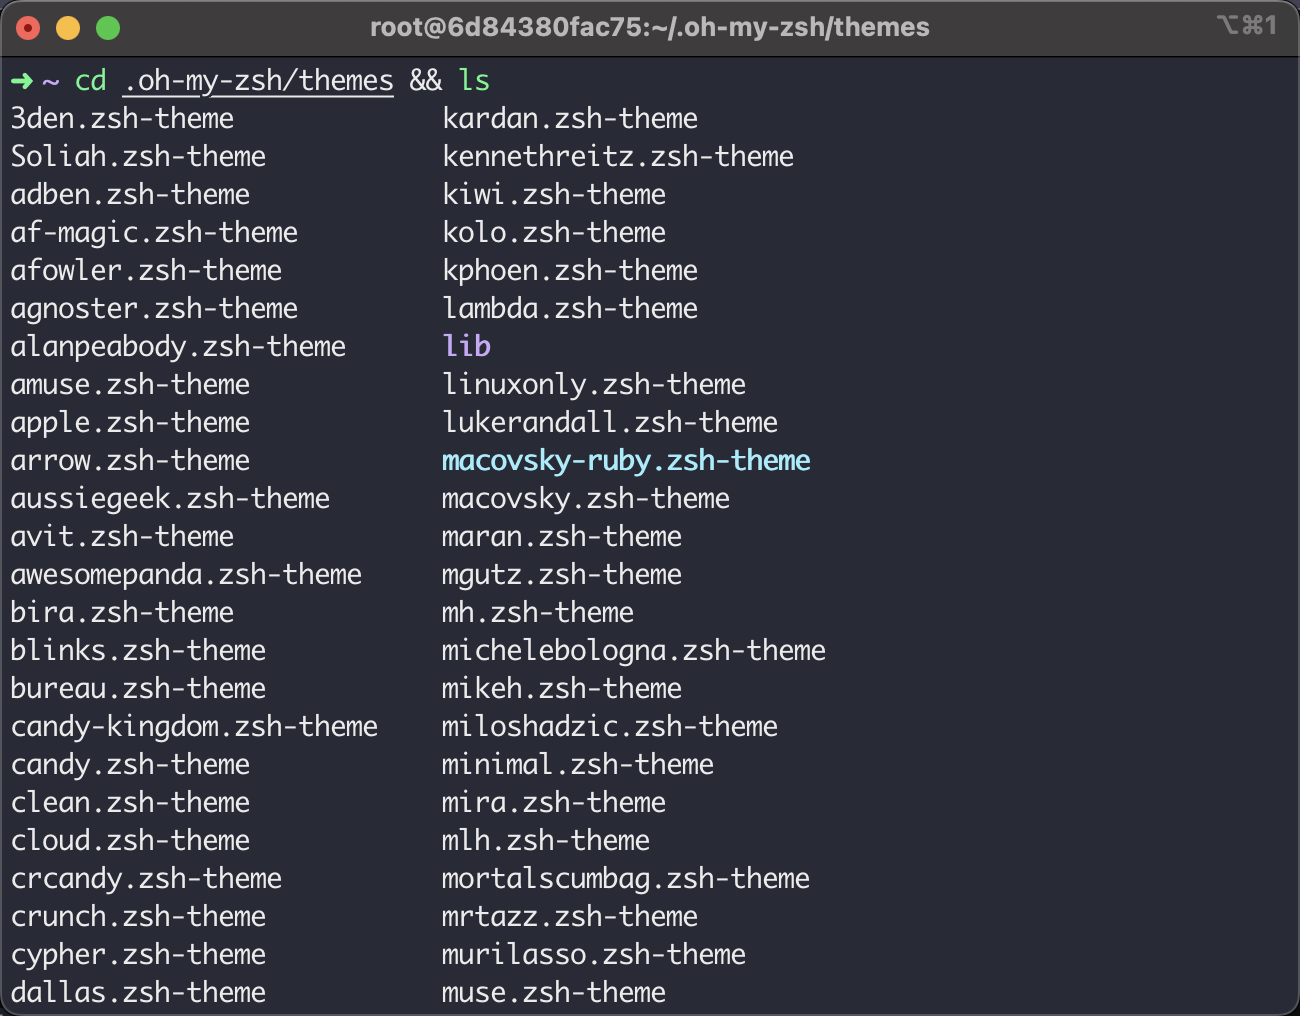 root@6d84380fac75:~/.oh-my-zsh/themes ⌥⌘1
➜ ~ cd .oh-my-zsh/themes && ls
3den.zsh-theme kardan.zsh-theme
Soliah.zsh-theme kennethreitz.zsh-theme
adben.zsh-theme kiwi.zsh-theme
af-magic.zsh-theme kolo.zsh-theme
afowler.zsh-theme kphoen.zsh-theme
agnoster.zsh-theme lambda.zsh-theme
alanpeabody.zsh-theme lib
amuse.zsh-theme linuxonly.zsh-theme
apple.zsh-theme lukerandall.zsh-theme
arrow.zsh-theme macovsky-ruby.zsh-theme
aussiegeek.zsh-theme macovsky.zsh-theme
avit.zsh-theme maran.zsh-theme
awesomepanda.zsh-theme mgutz.zsh-theme
bira.zsh-theme mh.zsh-theme
blinks.zsh-theme michelebologna.zsh-theme
bureau.zsh-theme mikeh.zsh-theme
candy-kingdom.zsh-theme miloshadzic.zsh-theme
candy.zsh-theme minimal.zsh-theme
clean.zsh-theme mira.zsh-theme
cloud.zsh-theme mlh.zsh-theme
crcandy.zsh-theme mortalscumbag.zsh-theme
crunch.zsh-theme mrtazz.zsh-theme
cypher.zsh-theme murilasso.zsh-theme
dallas.zsh-theme muse.zsh-theme